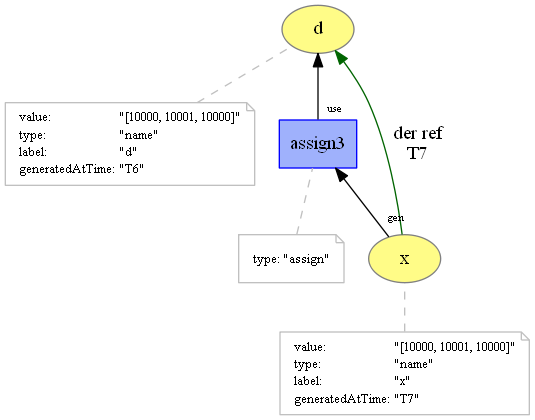 d
value: "[10000, 10001, 10000]"
type: "name"
label: "d"
generatedAtTime: "T6"
use
assign3
der ref
T7
gen
type: "assign"
x
value: "[10000, 10001, 10000]"
type: "name"
label: "x"
generatedAtTime: "T7"